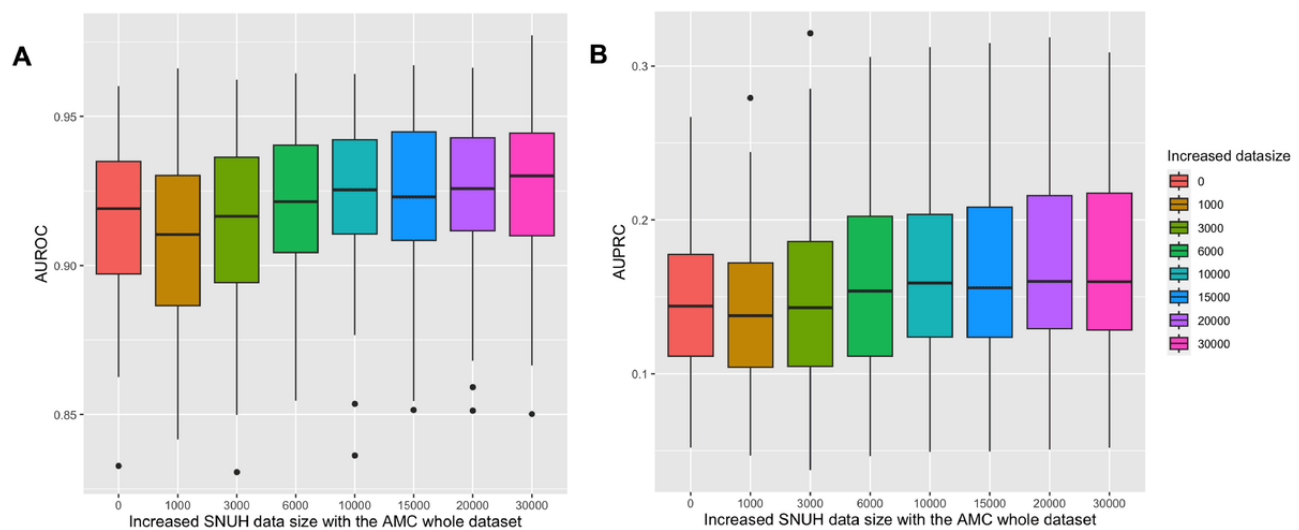 A
AUROC
0.95
0.90
0.85
0 1000 3000 6000 10000 15000 20000 30000
Increased SNUH data size with the AMC whole dataset
B
AUPRC
0.3
0.2
0.1
0 1000 3000 6000 10000 15000 20000 30000
Increased SNUH data size with the AMC whole dataset
Increased datasize
0
1000
3000
6000
10000
15000
20000
30000